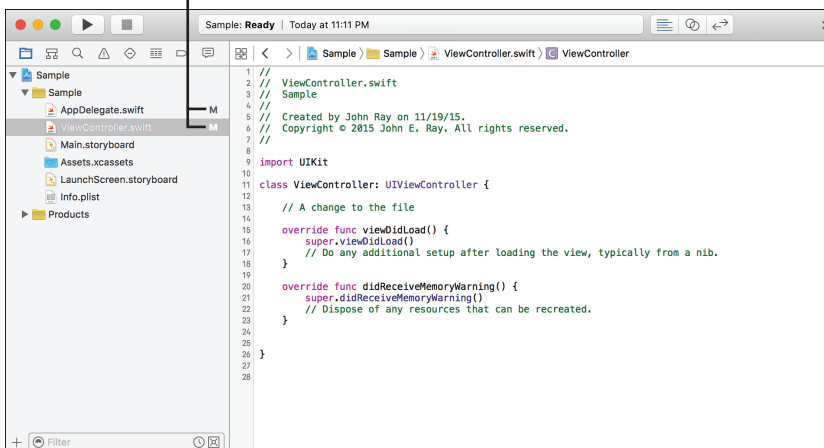 Sample: Ready | Today at 11:11 PM
Sample
Sample
AppDelegate.swift M
ViewController.swift M
Main.storyboard
Assets.xcassets
LaunchScreen.storyboard
Info.plist
Products
Filter
Sample Sample ViewController.swift C ViewController
1 //
2 // ViewController.swift
3 // Sample
4 //
5 // Created by John Ray on 11/19/15.
6 // Copyright © 2015 John E. Ray. All rights reserved.
7 //
8
9 import UIKit
10
11 class ViewController: UIViewController {
12
13 // A change to the file
14
15 override func viewDidLoad() {
16 super.viewDidLoad()
17 // Do any additional setup after loading the view, typically from a nib.
18 }
19
20 override func didReceiveMemoryWarning() {
21 super.didReceiveMemoryWarning()
22 // Dispose of any resources that can be recreated.
23 }
24
25
26 }
27
28